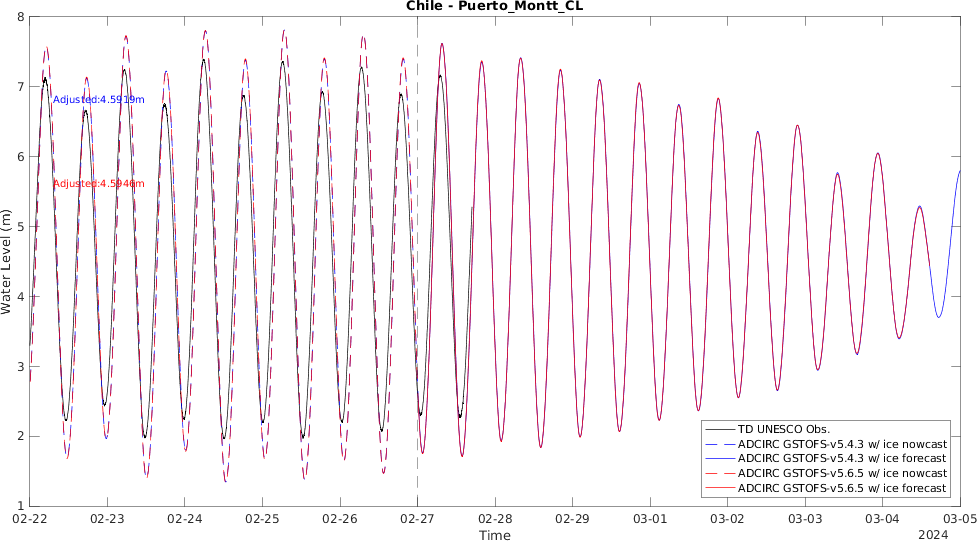 Chile - Puerto_Montt_CL
8
7
6
5
4
3
2
1
Water Level (m)
Adjusted:4.5919m
Adjusted:4.5946m
TD UNESCO Obs.
ADCIRC GSTOFS-v5.4.3 w/ ice nowcast
ADCIRC GSTOFS-v5.4.3 w/ ice forecast
ADCIRC GSTOFS-v5.6.5 w/ ice nowcast
ADCIRC GSTOFS-v5.6.5 w/ ice forecast
02-22 02-23 02-24 02-25 02-26 02-27 02-28 02-29 03-01 03-02 03-03 03-04 03-05
Time
2024